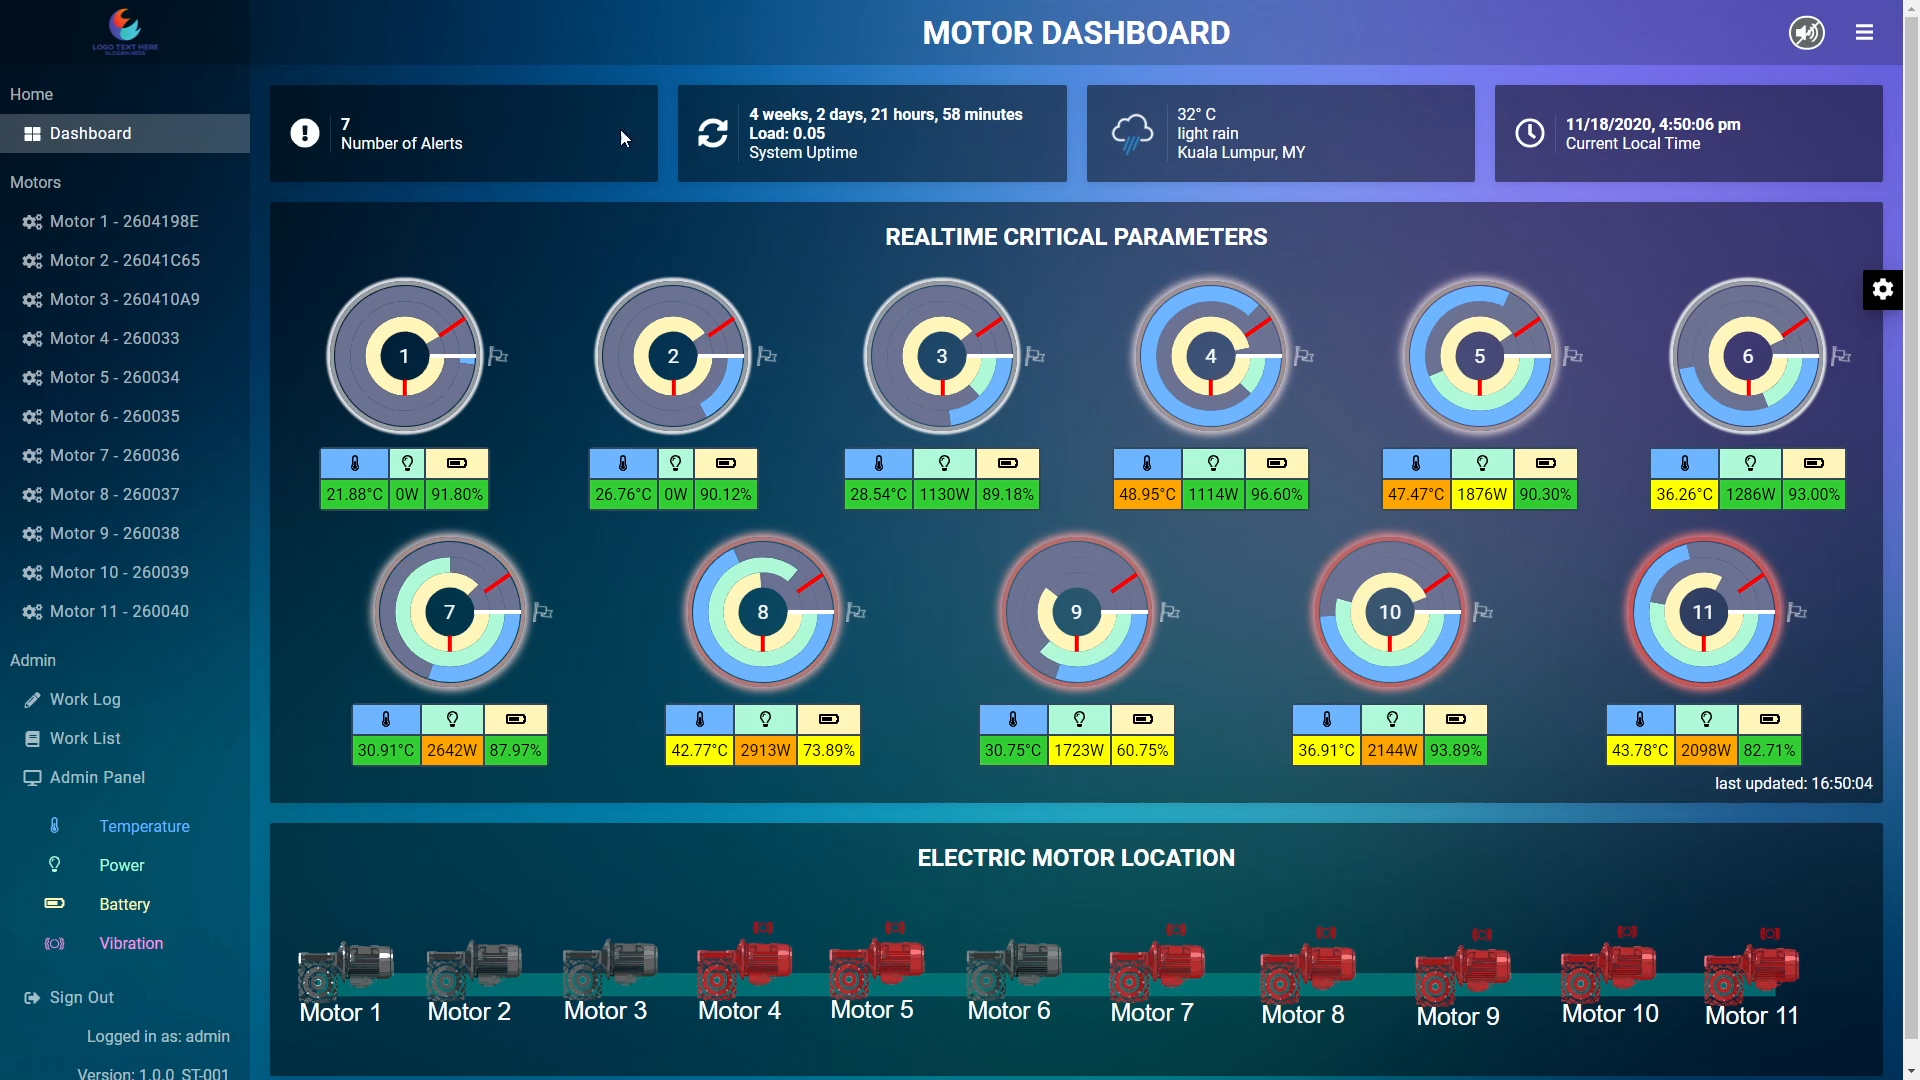 LOGO TEXT HERE
SLOGAN HERE
MOTOR DASHBOARD
Home
Dashboard
Motors
Motor 1 - 2604198E
Motor 2 - 26041C65
Motor 3 - 260410A9
Motor 4 - 260033
Motor 5 - 260034
Motor 6 - 260035
Motor 7 - 260036
Motor 8 - 260037
Motor 9 - 260038
Motor 10 - 260039
Motor 11 - 260040
Admin
Work Log
Work List
Admin Panel
Temperature
Power
Battery
Vibration
Sign Out
Logged in as: admin
Version: 1.0.0 ST-001
7
Number of Alerts
4 weeks, 2 days, 21 hours, 58 minutes
Load: 0.05
System Uptime
32° C
light rain
Kuala Lumpur, MY
11/18/2020, 4:50:06 pm
Current Local Time
REALTIME CRITICAL PARAMETERS
1 2 3 4 5 6
21.88°C 0W 91.80% 26.76°C 0W 90.12% 28.54°C 1130W 89.18% 48.95°C 1114W 96.60% 47.47°C 1876W 90.30% 36.26°C 1286W 93.00%
7 8 9 10 11
30.91°C 2642W 87.97% 42.77°C 2913W 73.89% 30.75°C 1723W 60.75% 36.91°C 2144W 93.89% 43.78°C 2098W 82.71%
last updated: 16:50:04
ELECTRIC MOTOR LOCATION
Motor 1 Motor 2 Motor 3 Motor 4 Motor 5 Motor 6 Motor 7 Motor 8 Motor 9 Motor 10 Motor 11